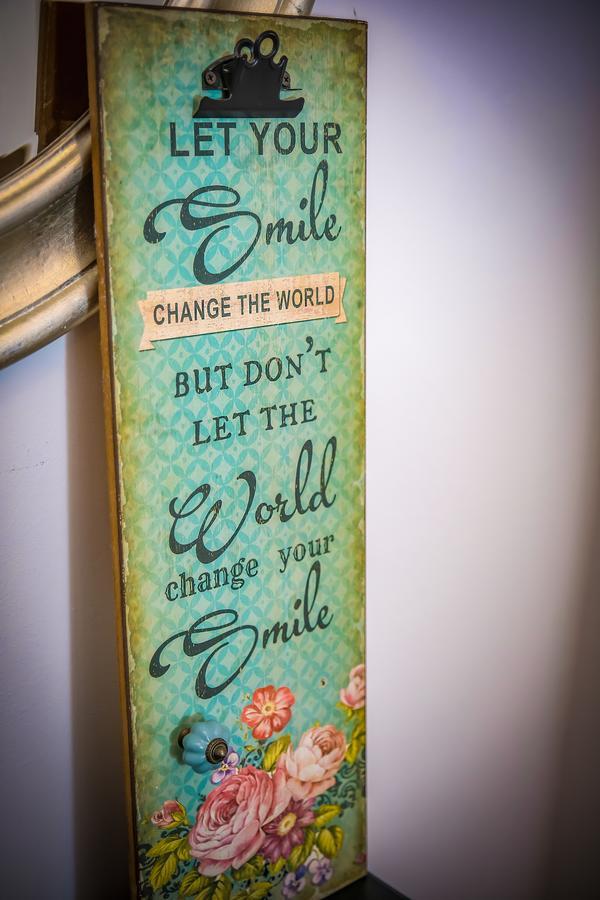 LET YOUR
Smile
CHANGE THE WORLD
BUT DON'T
LET THE
World
change your
Smile